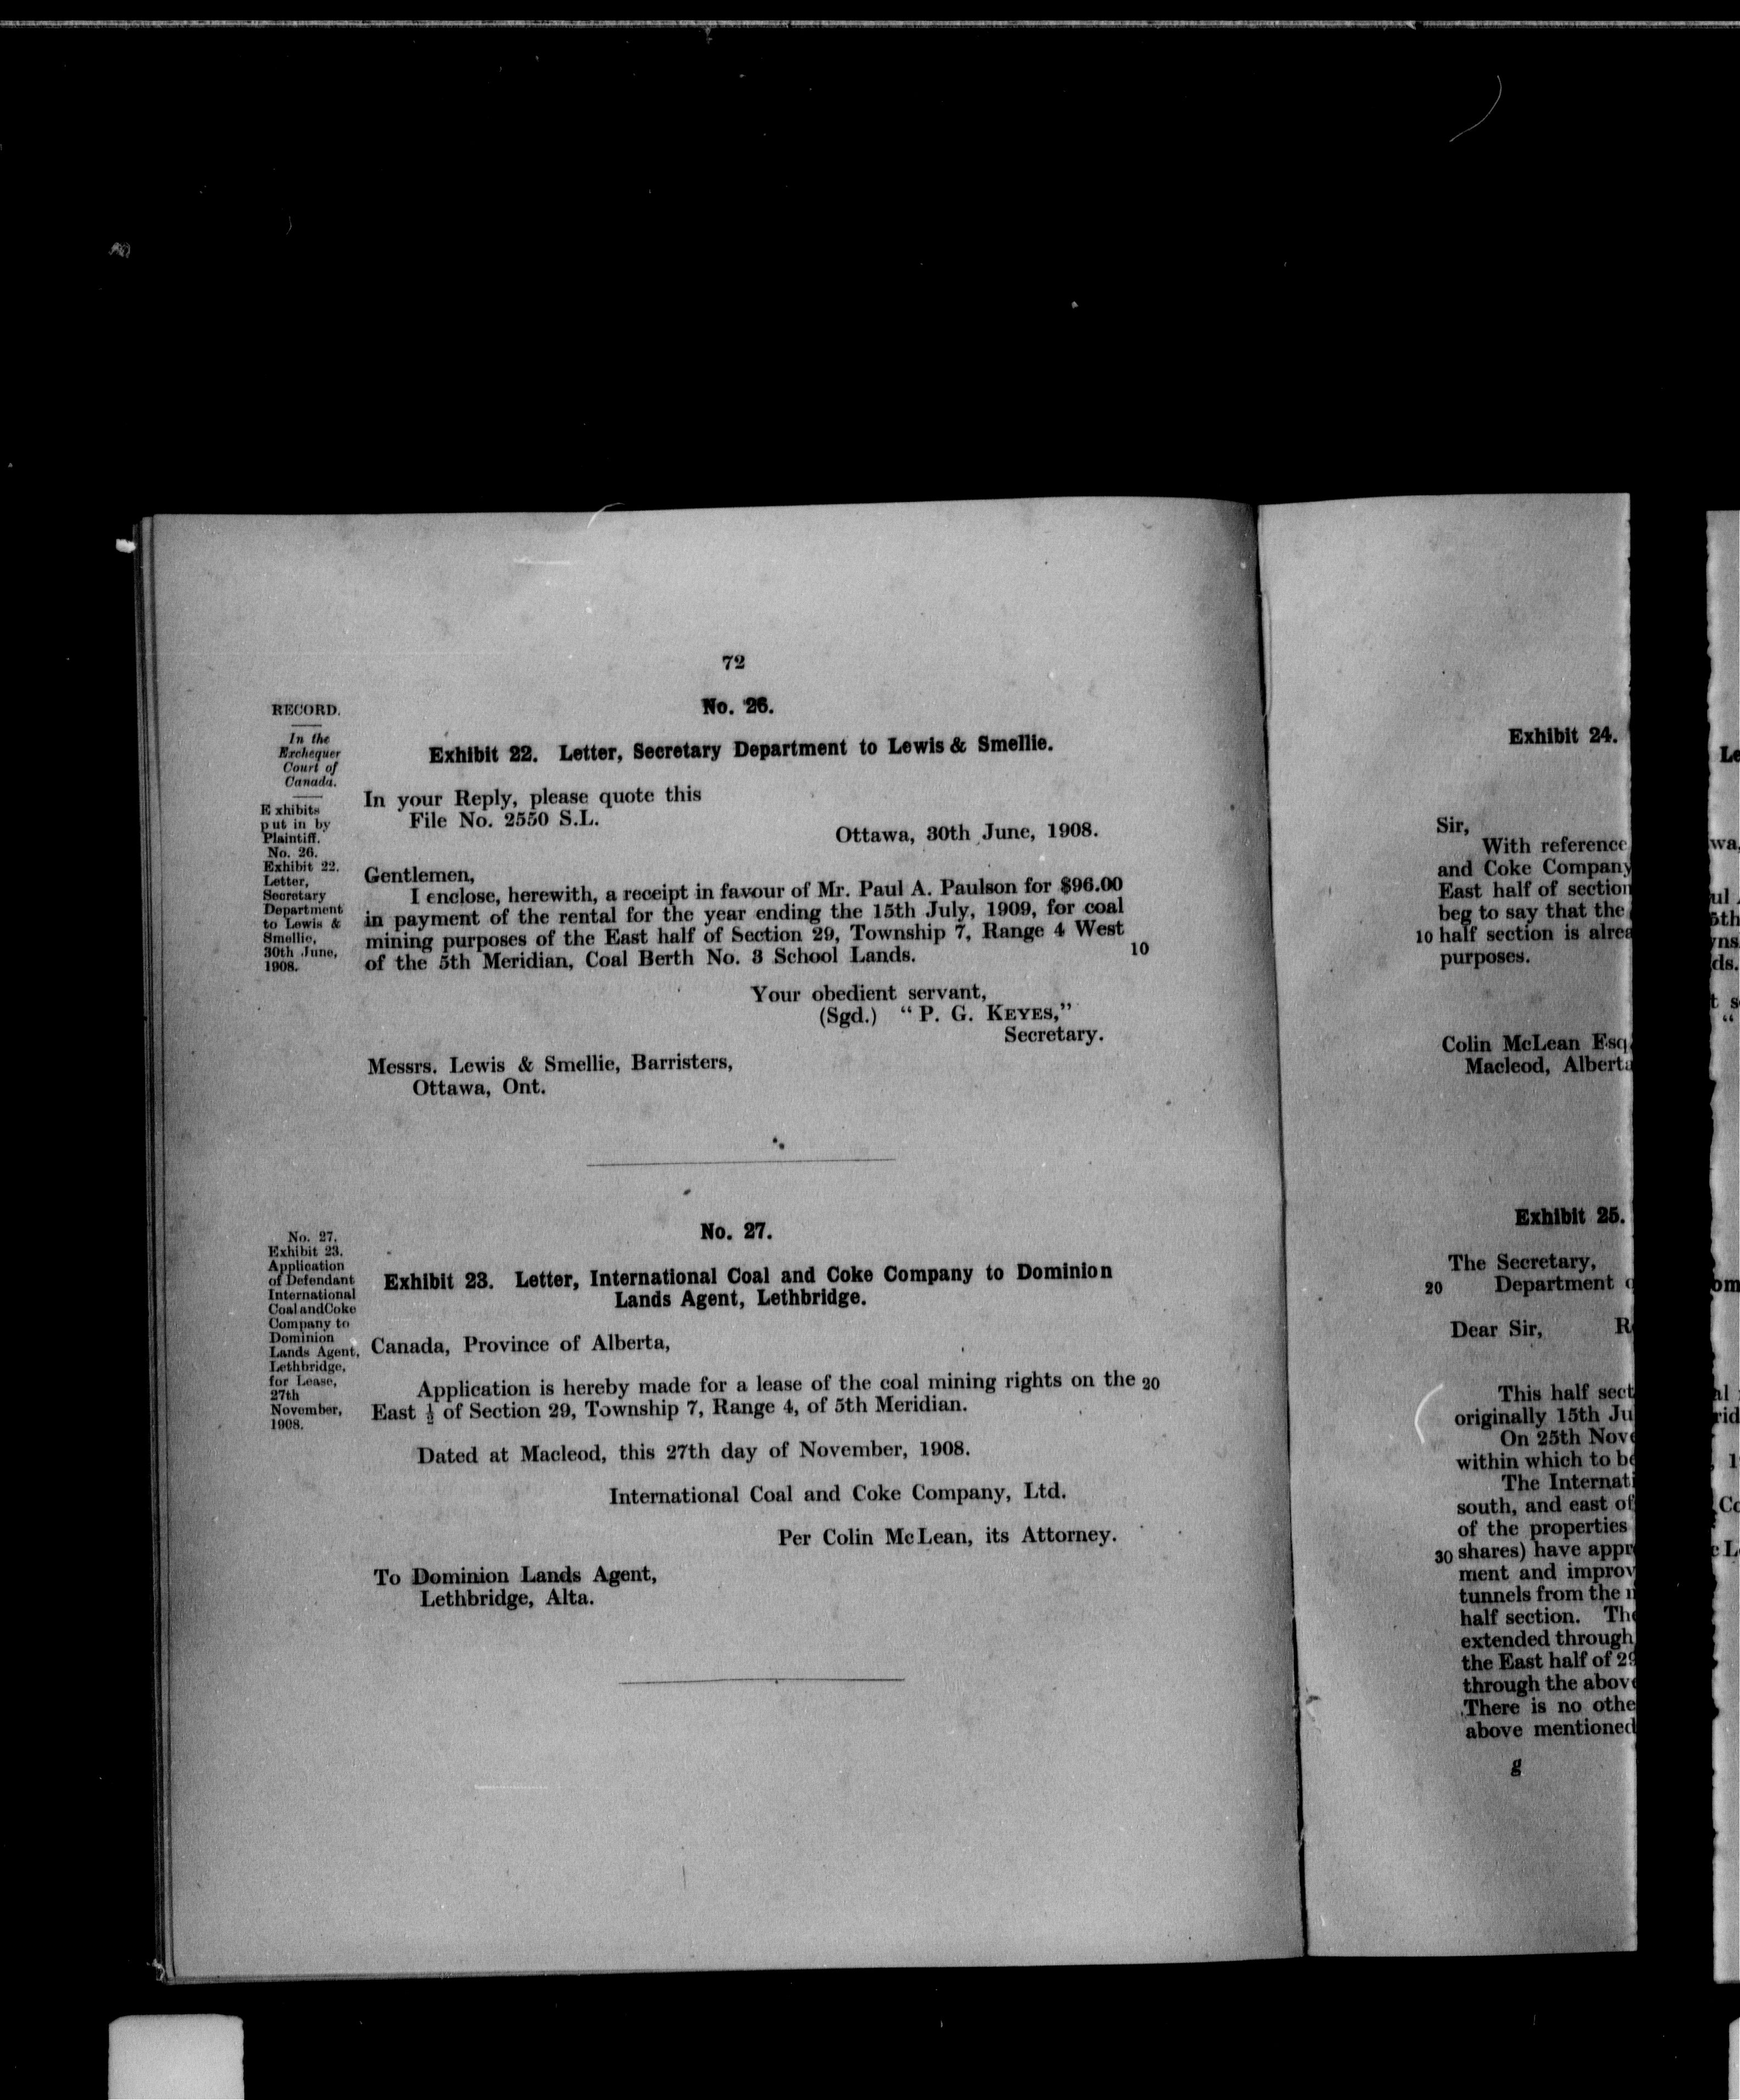 72
RECORD.
In the
Exchequer
Court of
Canada.
Exhibits
put in by
Plaintiff.
No. 26.
Exhibit 22.
Letter,
Secretary
Department
to Lewis &
Smellie,
30th June,
1908.
No. 26.
Exhibit 22. Letter, Secretary Department to Lewis & Smellie.
In your Reply, please quote this
File No. 2550 S.L.
Ottawa, 30th June, 1908.
Gentlemen,
I enclose, herewith, a receipt in favour of Mr. Paul A. Paulson for $96.00
in payment of the rental for the year ending the 15th July, 1909, for coal
mining purposes of the East half of Section 29, Township 7, Range 4 West
of the 5th Meridian, Coal Berth No. 3 School Lands. 10
Your obedient servant,
(Sgd.) "P. G. KEYES,"
Secretary.
Messrs. Lewis & Smellie, Barristers,
Ottawa, Ont.
No. 27.
Exhibit 23.
Application
of Defendant
International
Coal and Coke
Company to
Dominion
Lands Agent,
Lethbridge,
for Lease,
27th
November,
1908.
No. 27.
Exhibit 23. Letter, International Coal and Coke Company to Dominion
Lands Agent, Lethbridge.
Canada, Province of Alberta,
Application is hereby made for a lease of the coal mining rights on the 20
East ½ of Section 29, Township 7, Range 4, of 5th Meridian.
Dated at Macleod, this 27th day of November, 1908.
International Coal and Coke Company, Ltd.
Per Colin McLean, its Attorney.
To Dominion Lands Agent,
Lethbridge, Alta.
Exhibit 24.
Sir,
With reference
and Coke Company
East half of section
beg to say that the
10 half section is
purposes.
Colin McLean Esq
Macleod, Alberta
Exhibit 25.
The Secretary,
20 Department
Dear Sir,
This half
originally 15th
On 25th
within which to
The
south, and east of
of the properties
30 shares) have
ment and
tunnels from the
half section.
extended through
the East half of 29
through the above
There is no
above mentioned
g